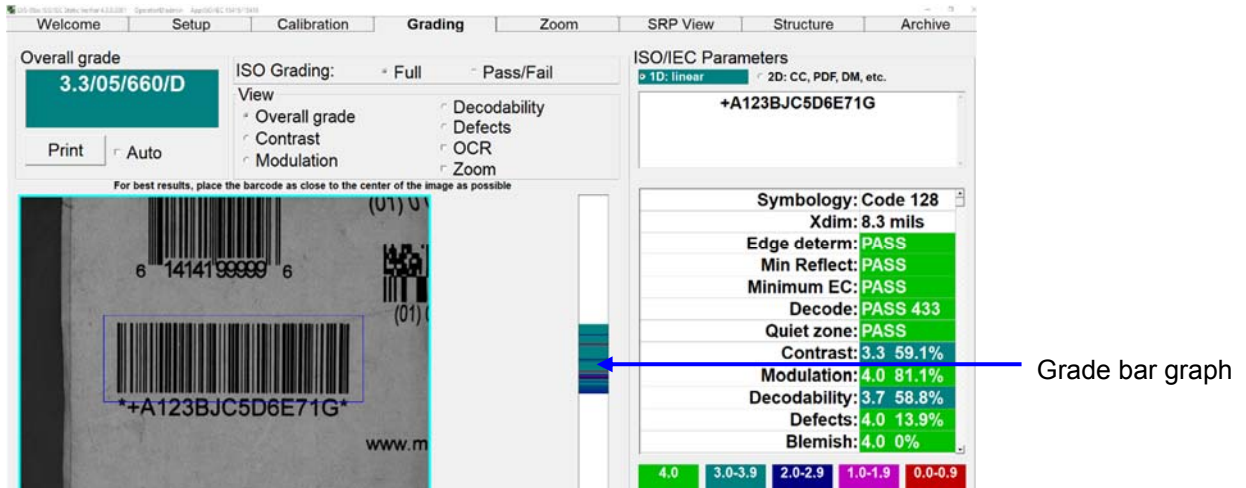 Welcome Setup Calibration Grading Zoom SRP View Structure Archive
Overall grade
3.3/05/660/D
Print
Auto
ISO Grading: Full Pass/Fail
View
Overall grade
Contrast
Modulation
Decodability
Defects
OCR
Zoom
ISO/IEC Parameters
1D: linear 2D: CC, PDF, DM, etc.
+A123BJC5D6E71G
For best results, place the barcode as close to the center of the image as possible
(01)
6 14141 99999 6
(01)
*+A123BJC5D6E71G*
www.m
Symbology: Code 128
Xdim: 8.3 mils
Edge determ: PASS
Min Reflect: PASS
Minimum EC: PASS
Decode: PASS 433
Quiet zone: PASS
Contrast: 3.3 59.1%
Modulation: 4.0 81.1%
Decodability: 3.7 58.8%
Defects: 4.0 13.9%
Blemish: 4.0 0%
4.0 3.0-3.9 2.0-2.9 1.0-1.9 0.0-0.9
Grade bar graph